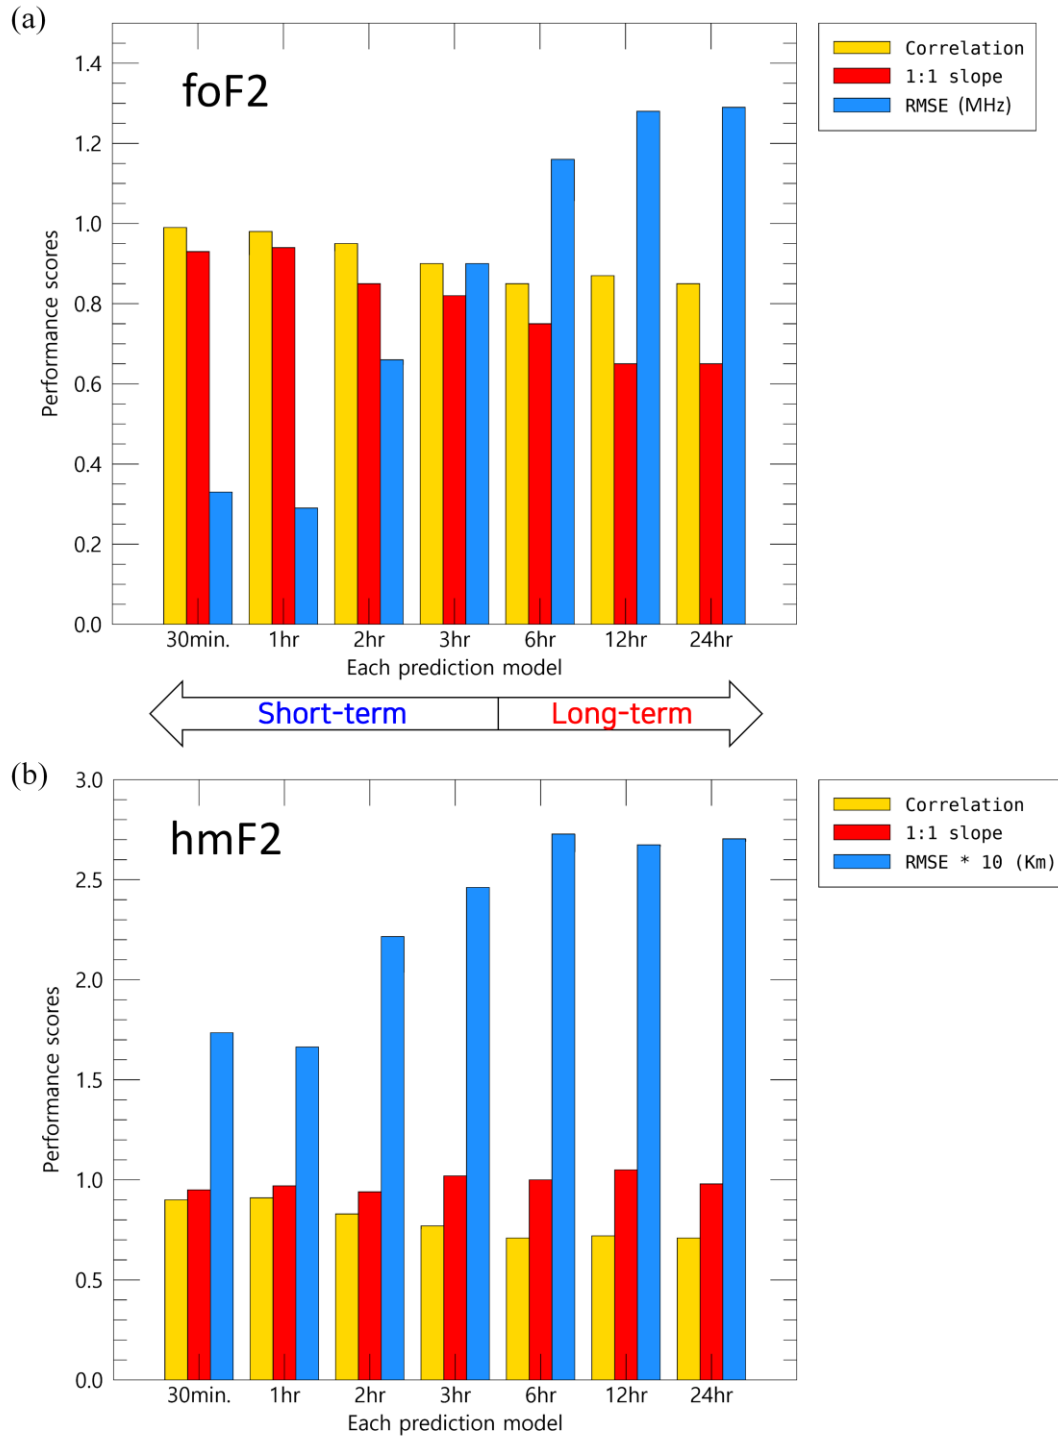 (a)
foF2
Correlation
1:1 slope
RMSE (MHz)
Performance scores
1.4
1.2
1.0
0.8
0.6
0.4
0.2
0.0
30min. 1hr 2hr 3hr 6hr 12hr 24hr
Each prediction model
Short-term Long-term
(b)
hmF2
Correlation
1:1 slope
RMSE * 10 (Km)
Performance scores
3.0
2.5
2.0
1.5
1.0
0.5
0.0
30min. 1hr 2hr 3hr 6hr 12hr 24hr
Each prediction model